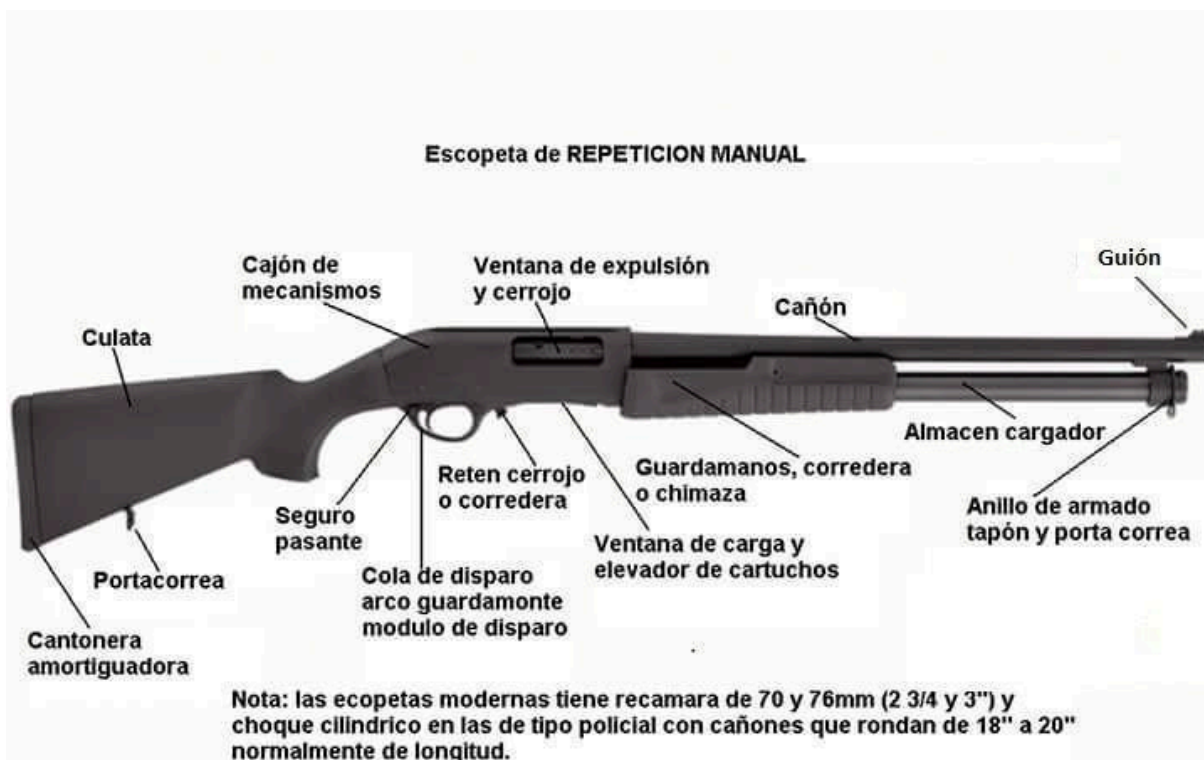 Escopeta de REPETICION MANUAL
Cajón de
mecanismos
Ventana de expulsión
y cerrojo
Guión
Cañón
Culata
Almacen cargador
Guardamanos, corredera
o chimaza
Reten cerrojo
o corredera
Anillo de armado
tapón y porta correa
Seguro
pasante
Ventana de carga y
elevador de cartuchos
Portacorrea
Cola de disparo
arco guardamonte
modulo de disparo
Cantonera
amortiguadora
Nota: las ecopetas modernas tiene recamara de 70 y 76mm (2 3/4 y 3") y
choque cilindrico en las de tipo policial con cañones que rondan de 18" a 20"
normalmente de longitud.